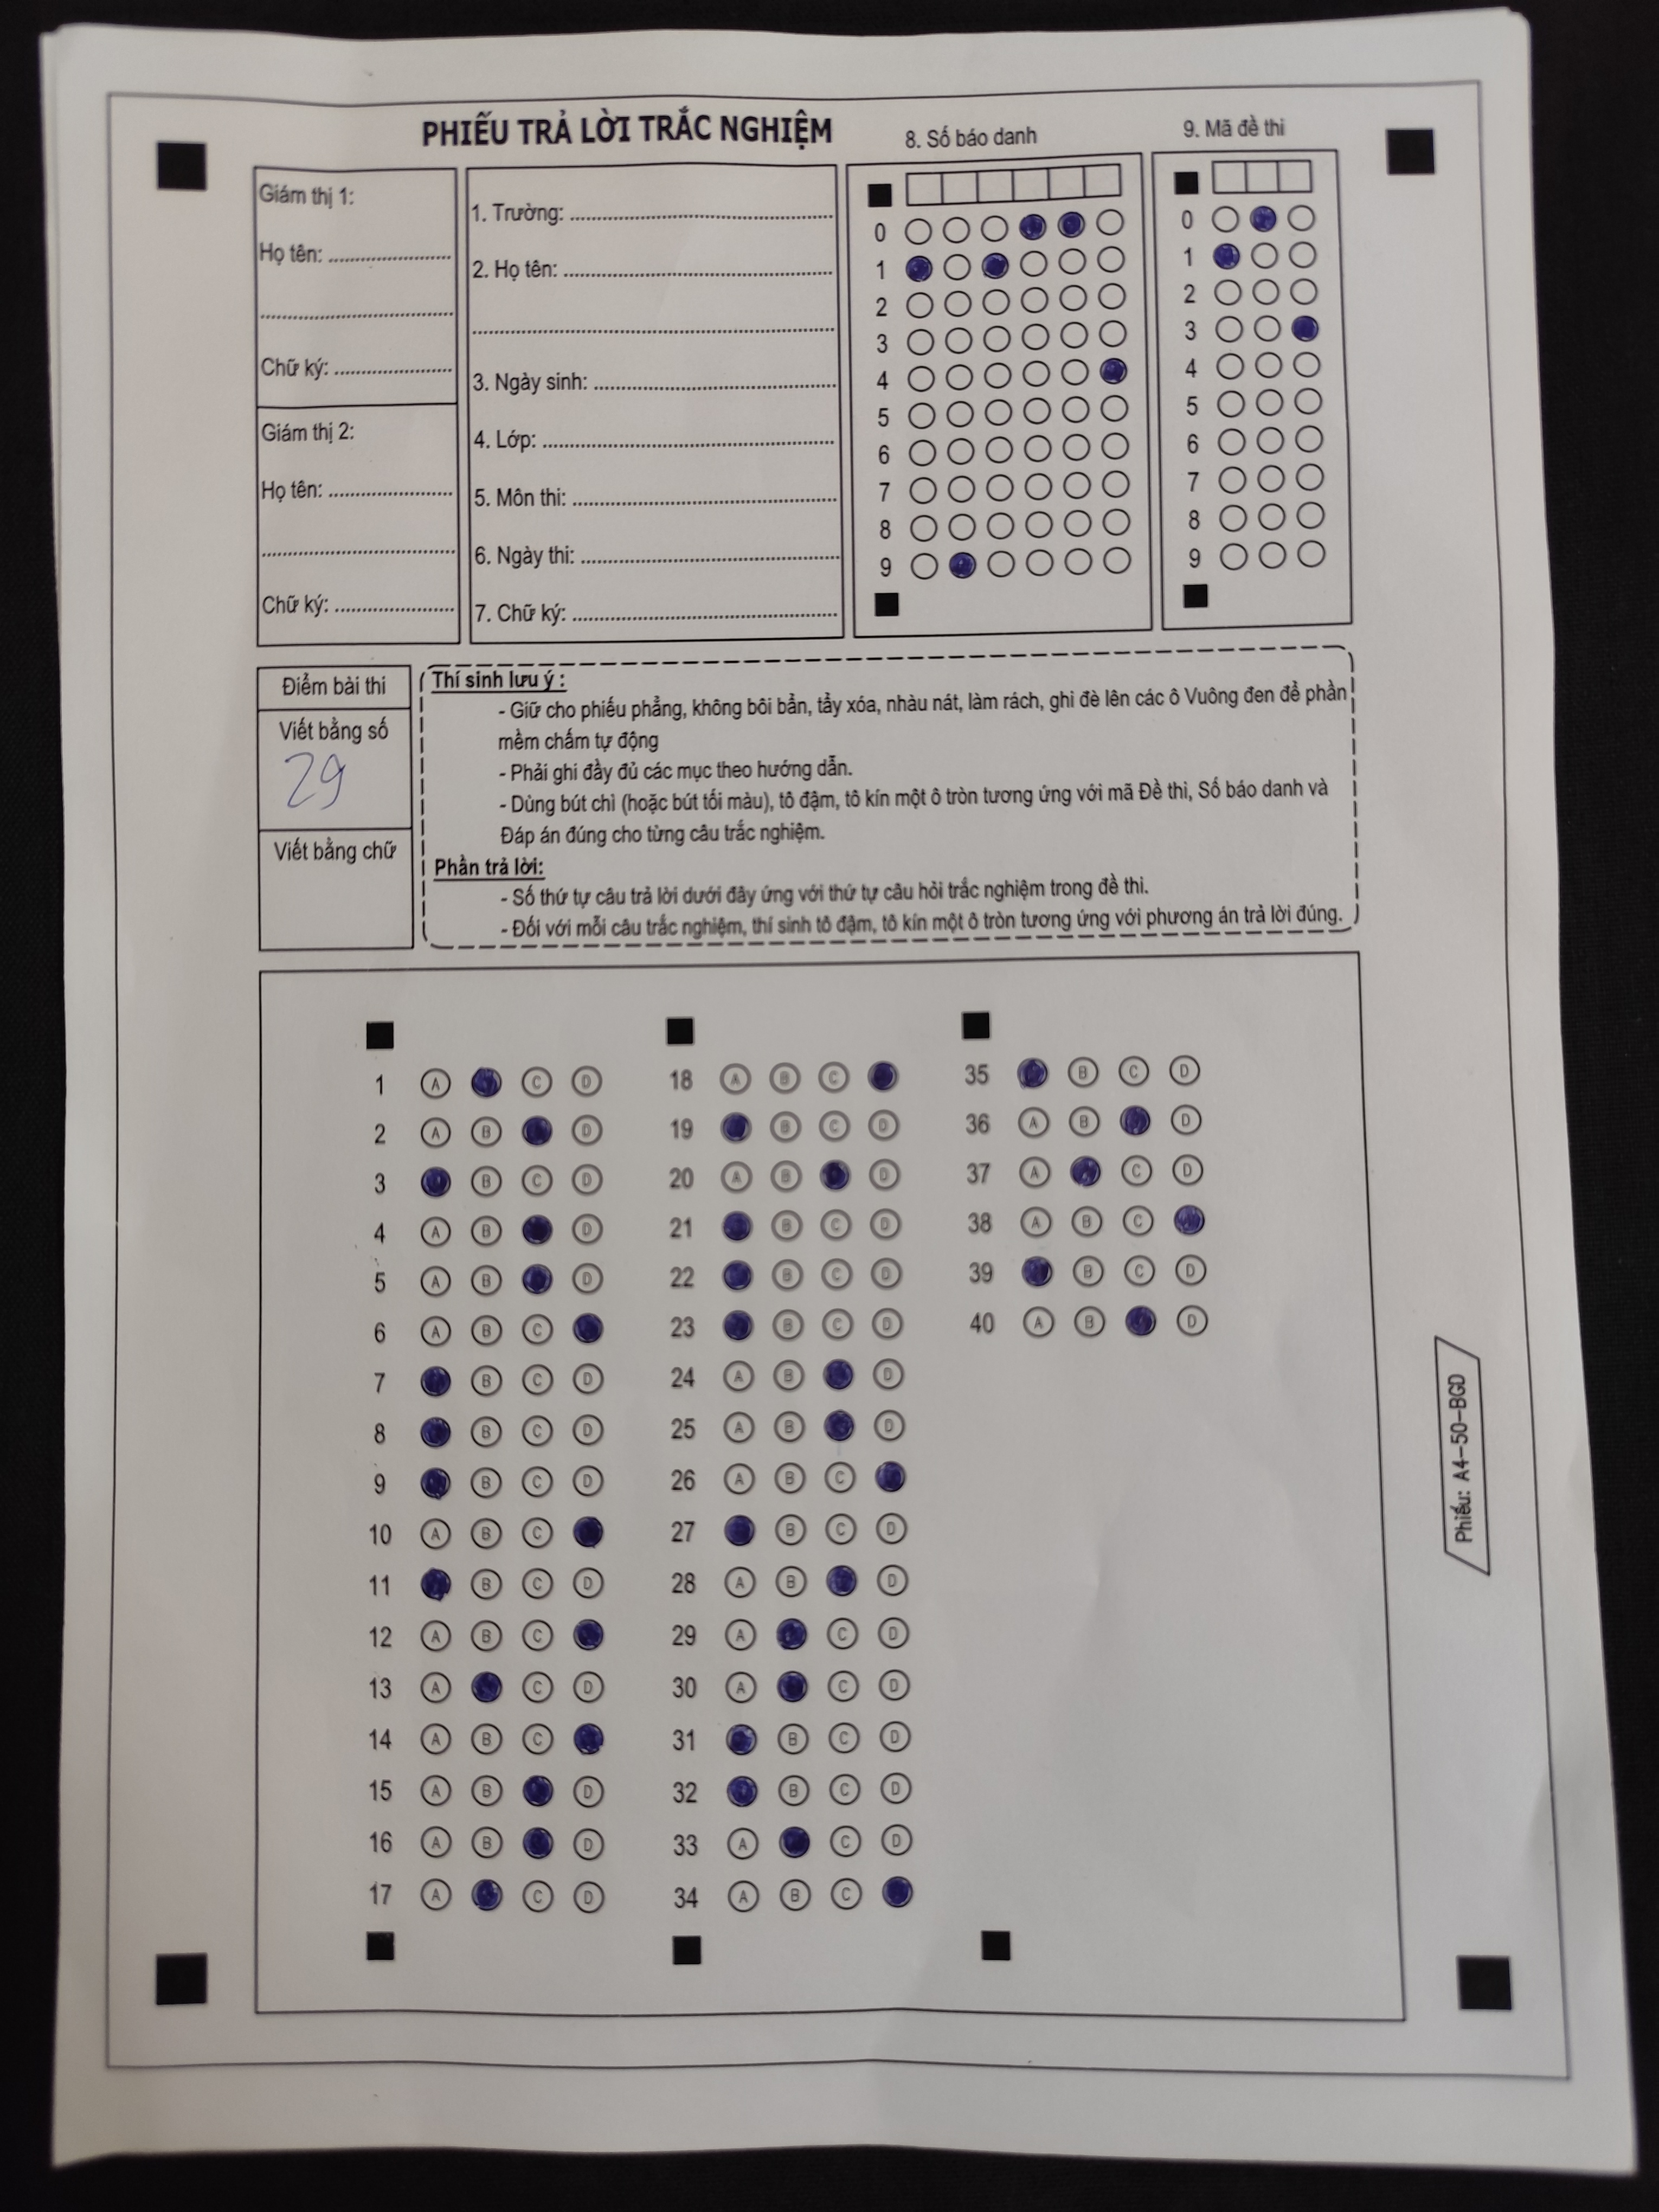 PHIẾU TRẢ LỜI TRẮC NGHIỆM
8. Số báo danh
9. Mã đề thi
Giám thị 1:
Họ tên: ........................
........................
Chữ ký: ........................
Giám thị 2:
Họ tên: ........................
........................
Chữ ký: ........................
1. Trường: ........................
2. Họ tên: ........................
........................
3. Ngày sinh: ........................
4. Lớp: ........................
5. Môn thi: ........................
6. Ngày thi: ........................
7. Chữ ký: ........................
0
1
2
3
4
5
6
7
8
9
0
1
2
3
4
5
6
7
8
9
Điểm bài thi
Viết bằng số
29
Viết bằng chữ
Thí sinh lưu ý :
- Giữ cho phiếu phẳng, không bôi bẩn, tẩy xóa, nhàu nát, làm rách, ghi đè lên các ô Vuông đen để phần
mềm chấm tự động
- Phải ghi đầy đủ các mục theo hướng dẫn.
- Dùng bút chì (hoặc bút tối màu), tô đậm, tô kín một ô tròn tương ứng với mã Đề thi, Số báo danh và
Đáp án đúng cho từng câu trắc nghiệm.
Phần trả lời:
- Số thứ tự câu trả lời dưới đây ứng với thứ tự câu hỏi trắc nghiệm trong đề thi.
- Đối với mỗi câu trắc nghiệm, thí sinh tô đậm, tô kín một ô tròn tương ứng với phương án trả lời đúng.
1 A C D
2 A B D
3 B C D
4 A B D
5 A B D
6 A B C
7 B C D
8 B C D
9 B C D
10 A B C
11 B C D
12 A B C
13 A C D
14 A B C
15 A B D
16 A B D
17 A C D
18 A B C
19 B C D
20 A B D
21 B C D
22 B C D
23 B C D
24 A B D
25 A B D
26 A B C
27 B C D
28 A B D
29 A C D
30 A C D
31 B C D
32 B C D
33 A C D
34 A B C
35 B C D
36 A B D
37 A C D
38 A B C
39 B C D
40 A B D
Phiếu: A4-50-BGD